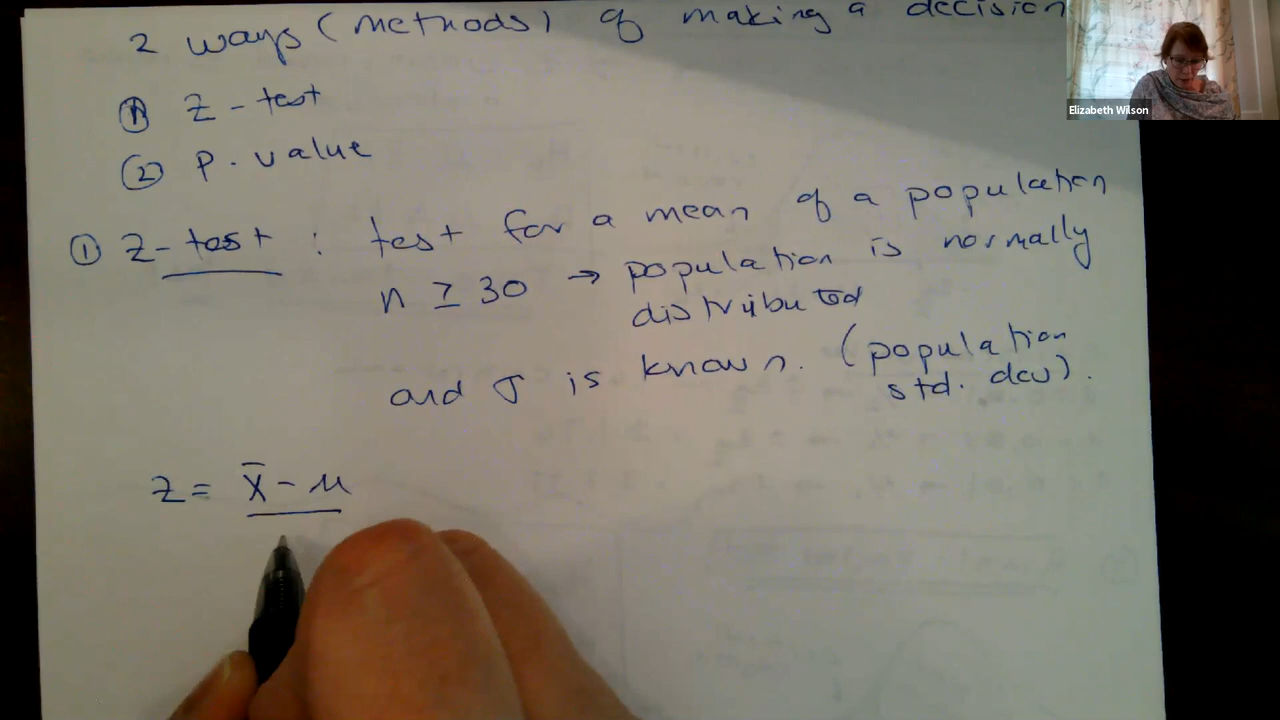 2 ways (methods) of making a decision
Elizabeth Wilson
① Z-test
② P-value
① Z-test : test for a mean of a population
n ≥ 30 → population is normally
distributed
and σ is known. (population
std. dev).
z = x̄ - μ